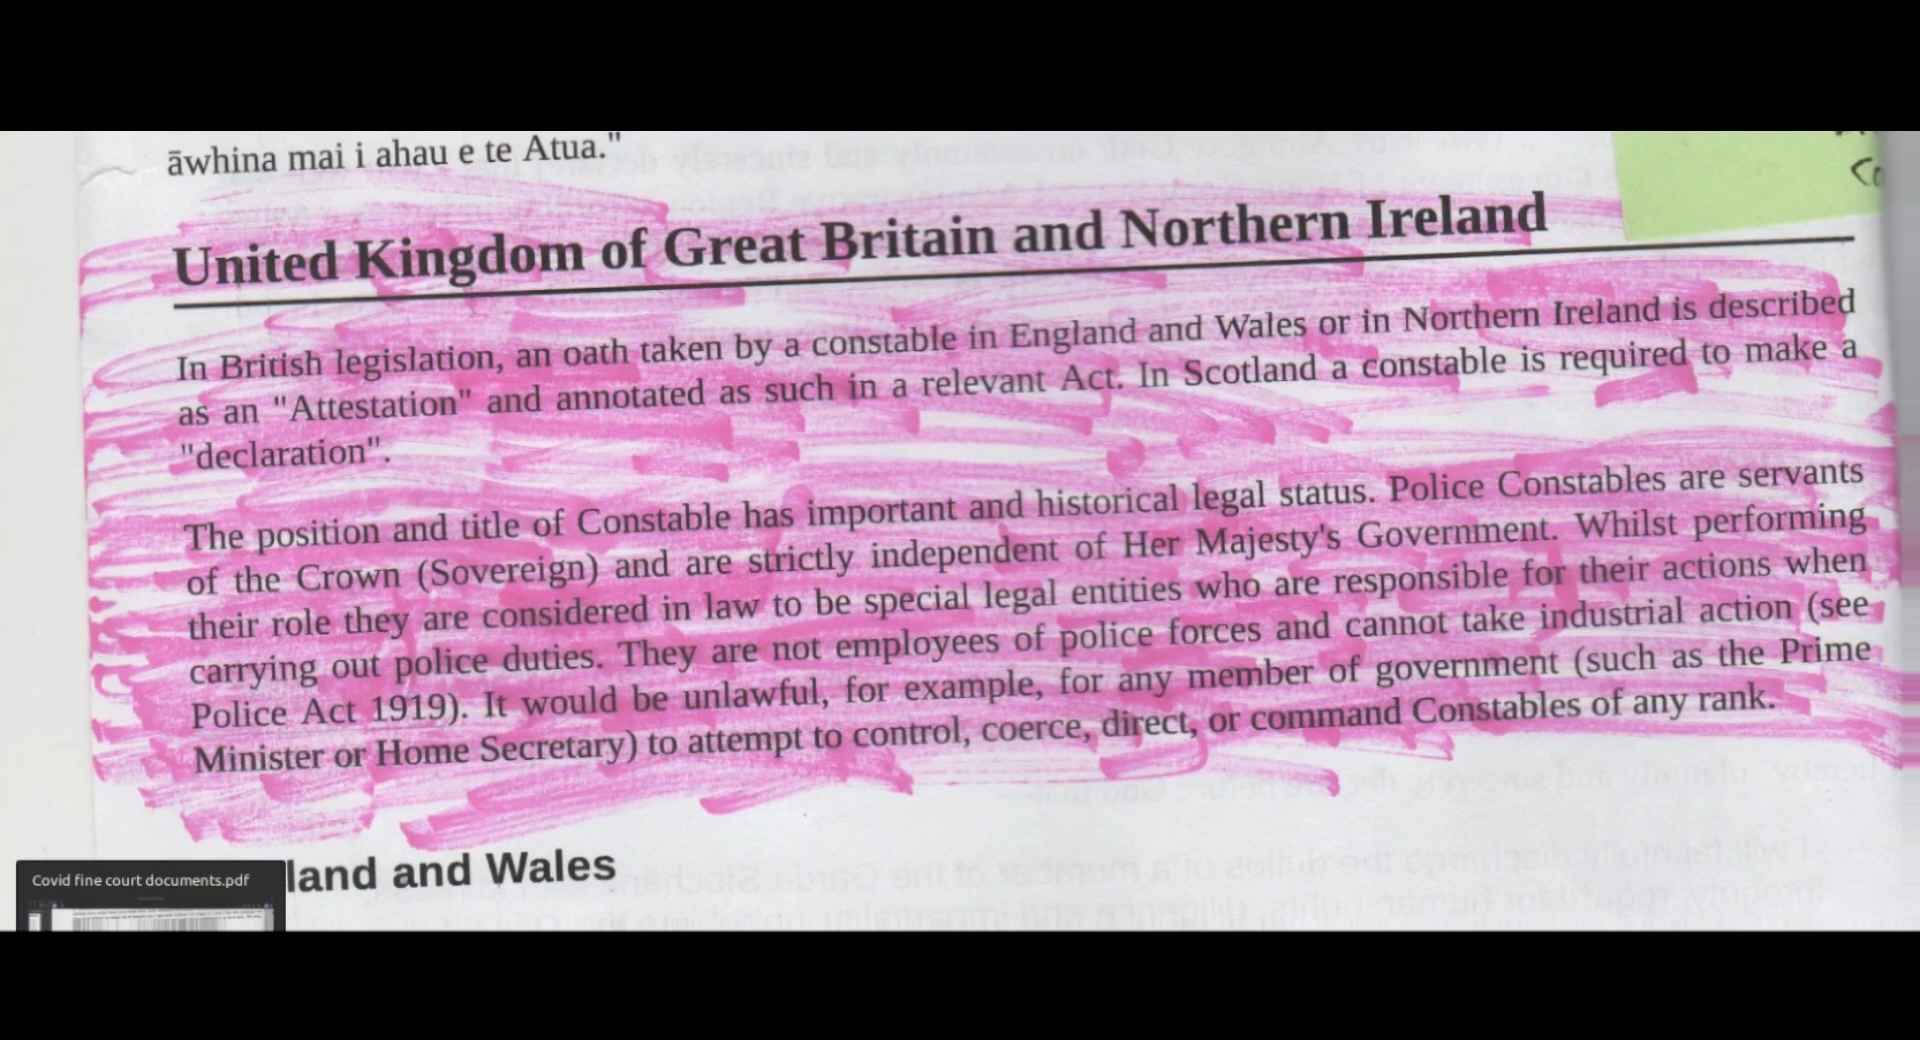 āwhina mai i ahau e te Atua."
Co
United Kingdom of Great Britain and Northern Ireland
In British legislation, an oath taken by a constable in England and Wales or in Northern Ireland is described
as an "Attestation" and annotated as such in a relevant Act. In Scotland a constable is required to make a
"declaration".
The position and title of Constable has important and historical legal status. Police Constables are servants
of the Crown (Sovereign) and are strictly independent of Her Majesty's Government. Whilst performing
their role they are considered in law to be special legal entities who are responsible for their actions when
carrying out police duties. They are not employees of police forces and cannot take industrial action (see
Police Act 1919). It would be unlawful, for example, for any member of government (such as the Prime
Minister or Home Secretary) to attempt to control, coerce, direct, or command Constables of any rank.
land and Wales
Covid fine court documents.pdf